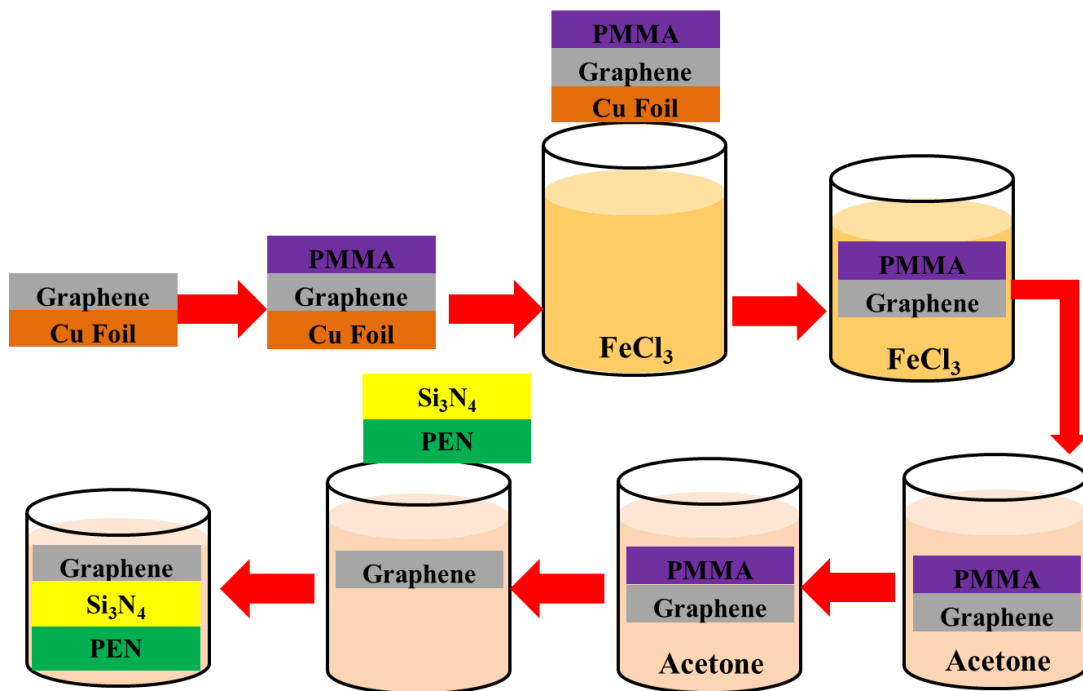 PMMA
Graphene
Cu Foil
Graphene
Cu Foil
PMMA
Graphene
Cu Foil
FeCl₃
PMMA
Graphene
FeCl₃
Si₃N₄
PEN
Graphene
Si₃N₄
PEN
Graphene
PMMA
Graphene
Acetone
PMMA
Graphene
Acetone